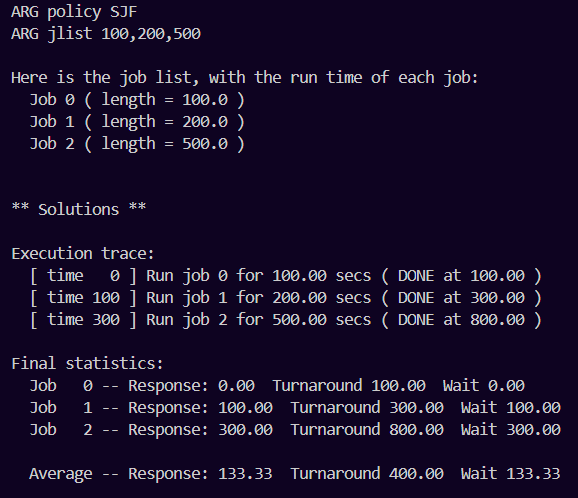 ARG policy SJF
ARG jlist 100,200,500
Here is the job list, with the run time of each job:
Job 0 ( length = 100.0 )
Job 1 ( length = 200.0 )
Job 2 ( length = 500.0 )
** Solutions **
Execution trace:
[ time   0 ] Run job 0 for 100.00 secs ( DONE at 100.00 )
[ time 100 ] Run job 1 for 200.00 secs ( DONE at 300.00 )
[ time 300 ] Run job 2 for 500.00 secs ( DONE at 800.00 )
Final statistics:
Job   0 -- Response: 0.00  Turnaround 100.00  Wait 0.00
Job   1 -- Response: 100.00  Turnaround 300.00  Wait 100.00
Job   2 -- Response: 300.00  Turnaround 800.00  Wait 300.00
Average -- Response: 133.33  Turnaround 400.00  Wait 133.33